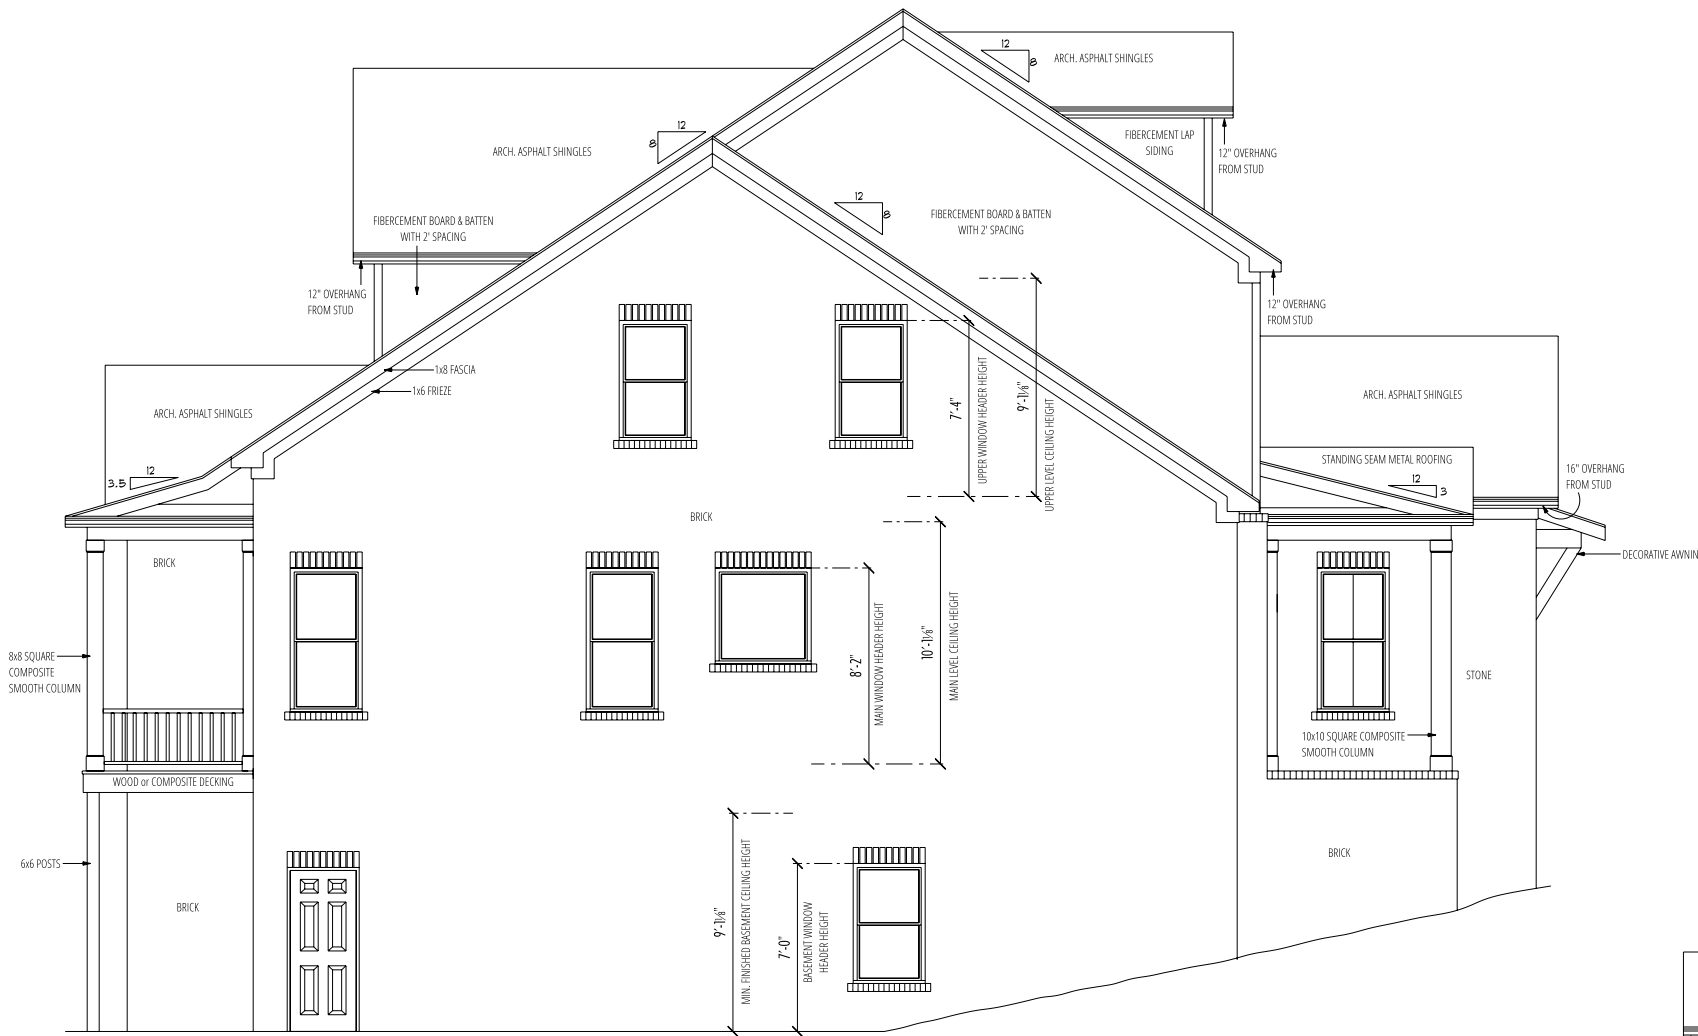 12
8
ARCH. ASPHALT SHINGLES
12
8
ARCH. ASPHALT SHINGLES
FIBERCEMENT LAP
SIDING
12" OVERHANG
FROM STUD
FIBERCEMENT BOARD & BATTEN
WITH 2' SPACING
12
8
FIBERCEMENT BOARD & BATTEN
WITH 2' SPACING
12" OVERHANG
FROM STUD
12" OVERHANG
FROM STUD
1x8 FASCIA
1x6 FRIEZE
ARCH. ASPHALT SHINGLES
12
3.5
7'-4"
UPPER WINDOW HEADER HEIGHT
9'-1⅛"
UPPER LEVEL CEILING HEIGHT
ARCH. ASPHALT SHINGLES
STANDING SEAM METAL ROOFING
12
3
16" OVERHANG
FROM STUD
BRICK
BRICK
DECORATIVE AWNIN
8x8 SQUARE
COMPOSITE
SMOOTH COLUMN
8'-2"
MAIN WINDOW HEADER HEIGHT
10'-1⅛"
MAIN LEVEL CEILING HEIGHT
STONE
10x10 SQUARE COMPOSITE
SMOOTH COLUMN
WOOD or COMPOSITE DECKING
6x6 POSTS
BRICK
9'-1⅛"
MIN. FINISHED BASEMENT CEILING HEIGHT
7'-0"
BASEMENT WINDOW
HEADER HEIGHT
BRICK